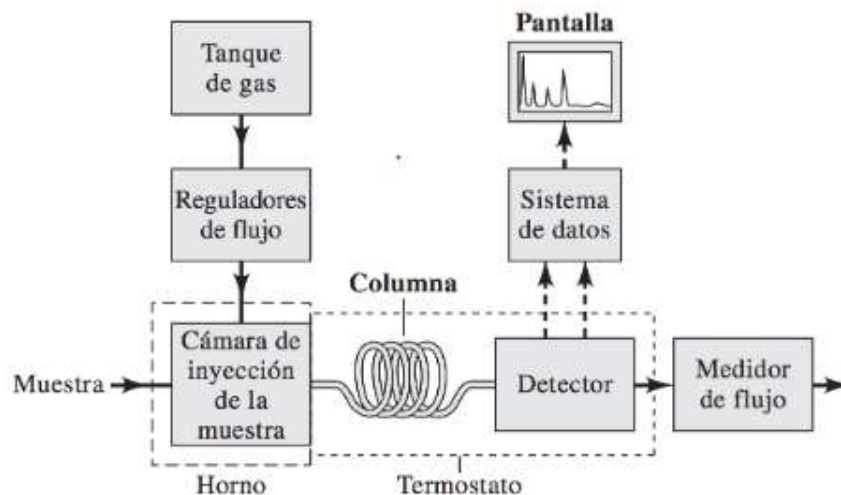 Pantalla
Tanque
de gas
Reguladores
de flujo
Sistema
de datos
Columna
Cámara de
inyección
de la
muestra
Muestra
Detector
Medidor
de flujo
Horno
Termostato